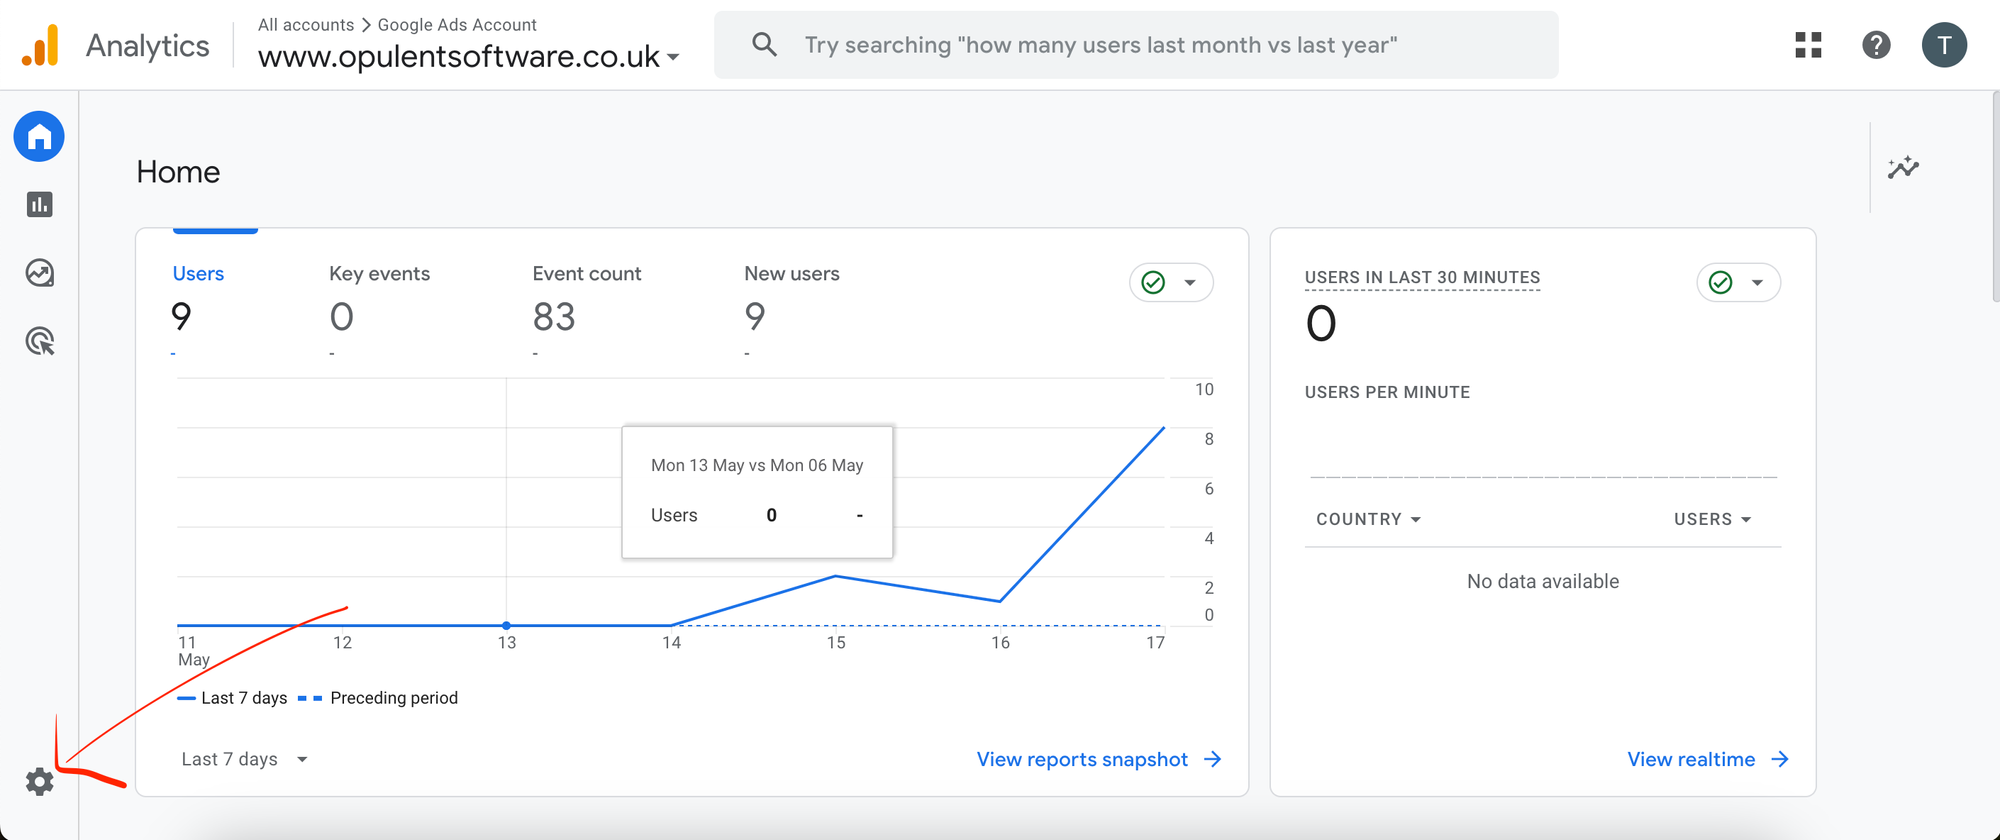 Analytics
All accounts > Google Ads Account
www.opulentsoftware.co.uk
Try searching "how many users last month vs last year"
T
Home
Users
9
-
Key events
0
-
Event count
83
-
New users
9
-
10
8
6
4
2
0
Mon 13 May vs Mon 06 May
Users 0 -
11 12 13 14 15 16 17
May
Last 7 days Preceding period
Last 7 days
View reports snapshot
USERS IN LAST 30 MINUTES
0
USERS PER MINUTE
COUNTRY USERS
No data available
View realtime